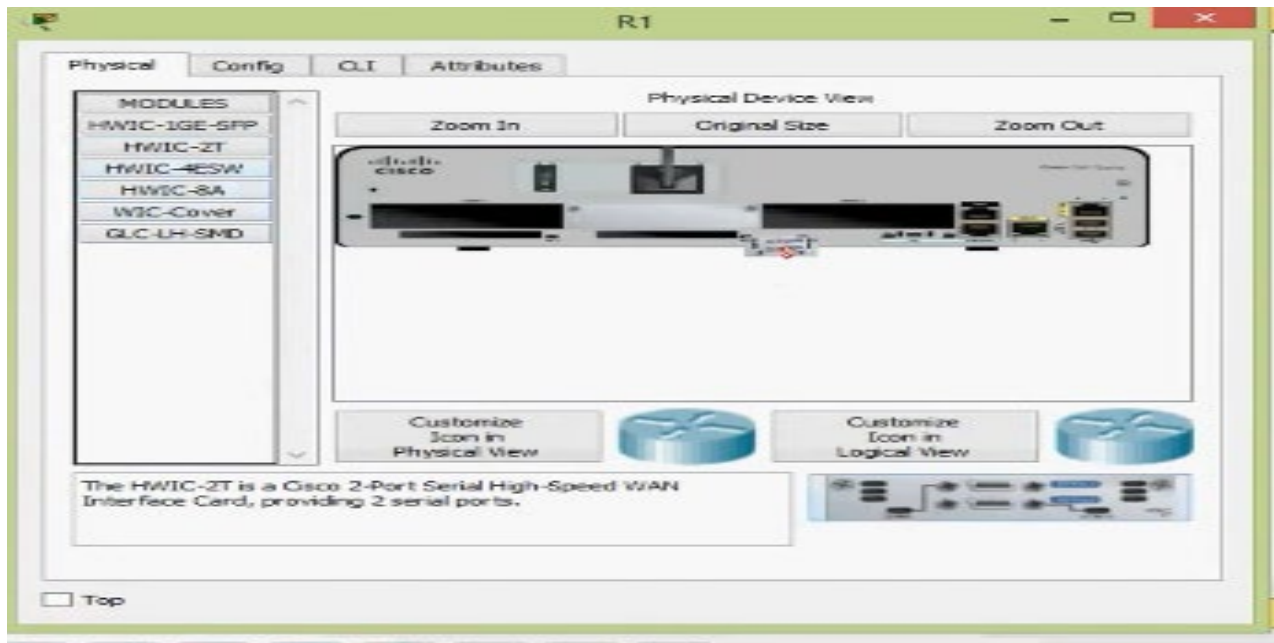 R1
Physical
Config
CLI
Attributes
MODULES
HWIC-1GE-SFP
HWIC-2T
HWIC-4ESW
HWIC-8A
WIC-Cover
GLC-LH-SMD
Physical Device View
Zoom In
Original Size
Zoom Out
CISCO
Customize
Icon in
Physical View
Customize
Icon in
Logical View
The HWIC-2T is a Cisco 2-Port Serial High-Speed WAN
Interface Card, providing 2 serial ports.
Top